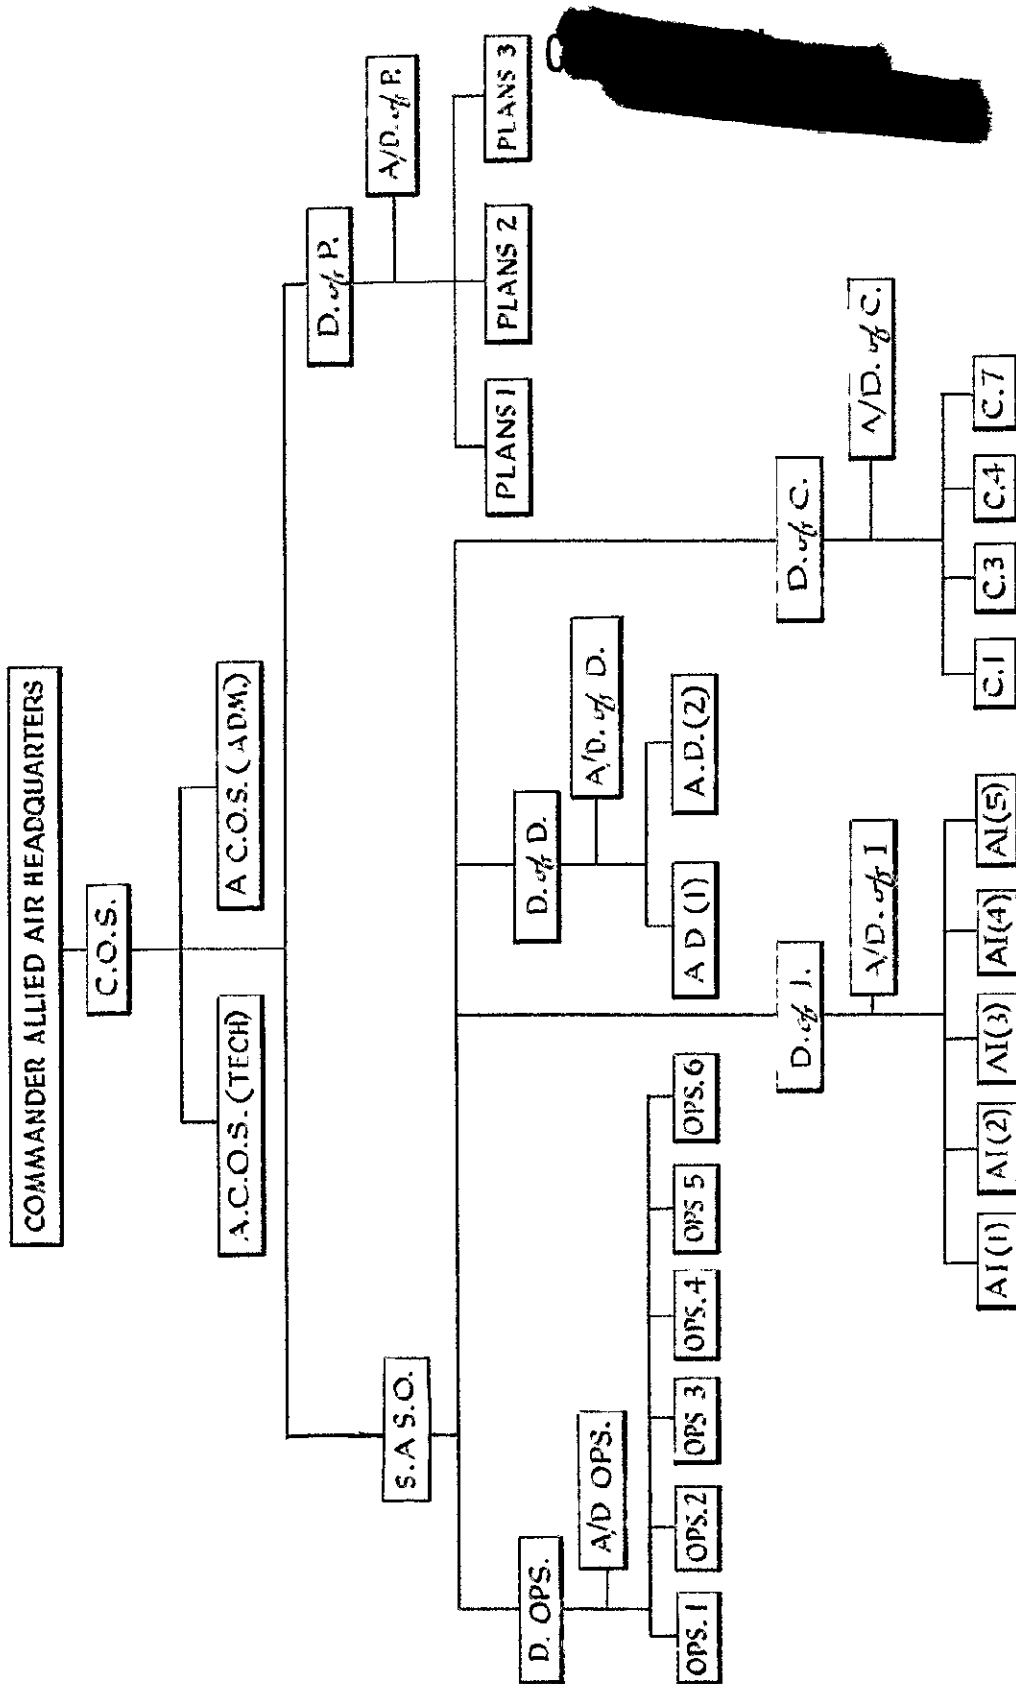 COMMANDER ALLIED AIR HEADQUARTERS
C.O.S.
A.C.O.S. (TECH)
A C.O.S. (ADM.)
S.A S.O.
D. of P.
A/D. of P.
PLANS 1
PLANS 2
PLANS 3
D. OPS.
A/D OPS.
OPS. 1
OPS. 2
OPS 3
OPS. 4
OPS 5
OPS. 6
D. of D.
A/D. of D.
A D (1)
A.D. (2)
D. of I.
A/D. of I
AI (1)
AI (2)
AI (3)
AI (4)
AI (5)
D. of C.
A/D. of C.
C.1
C.3
C.4
C.7